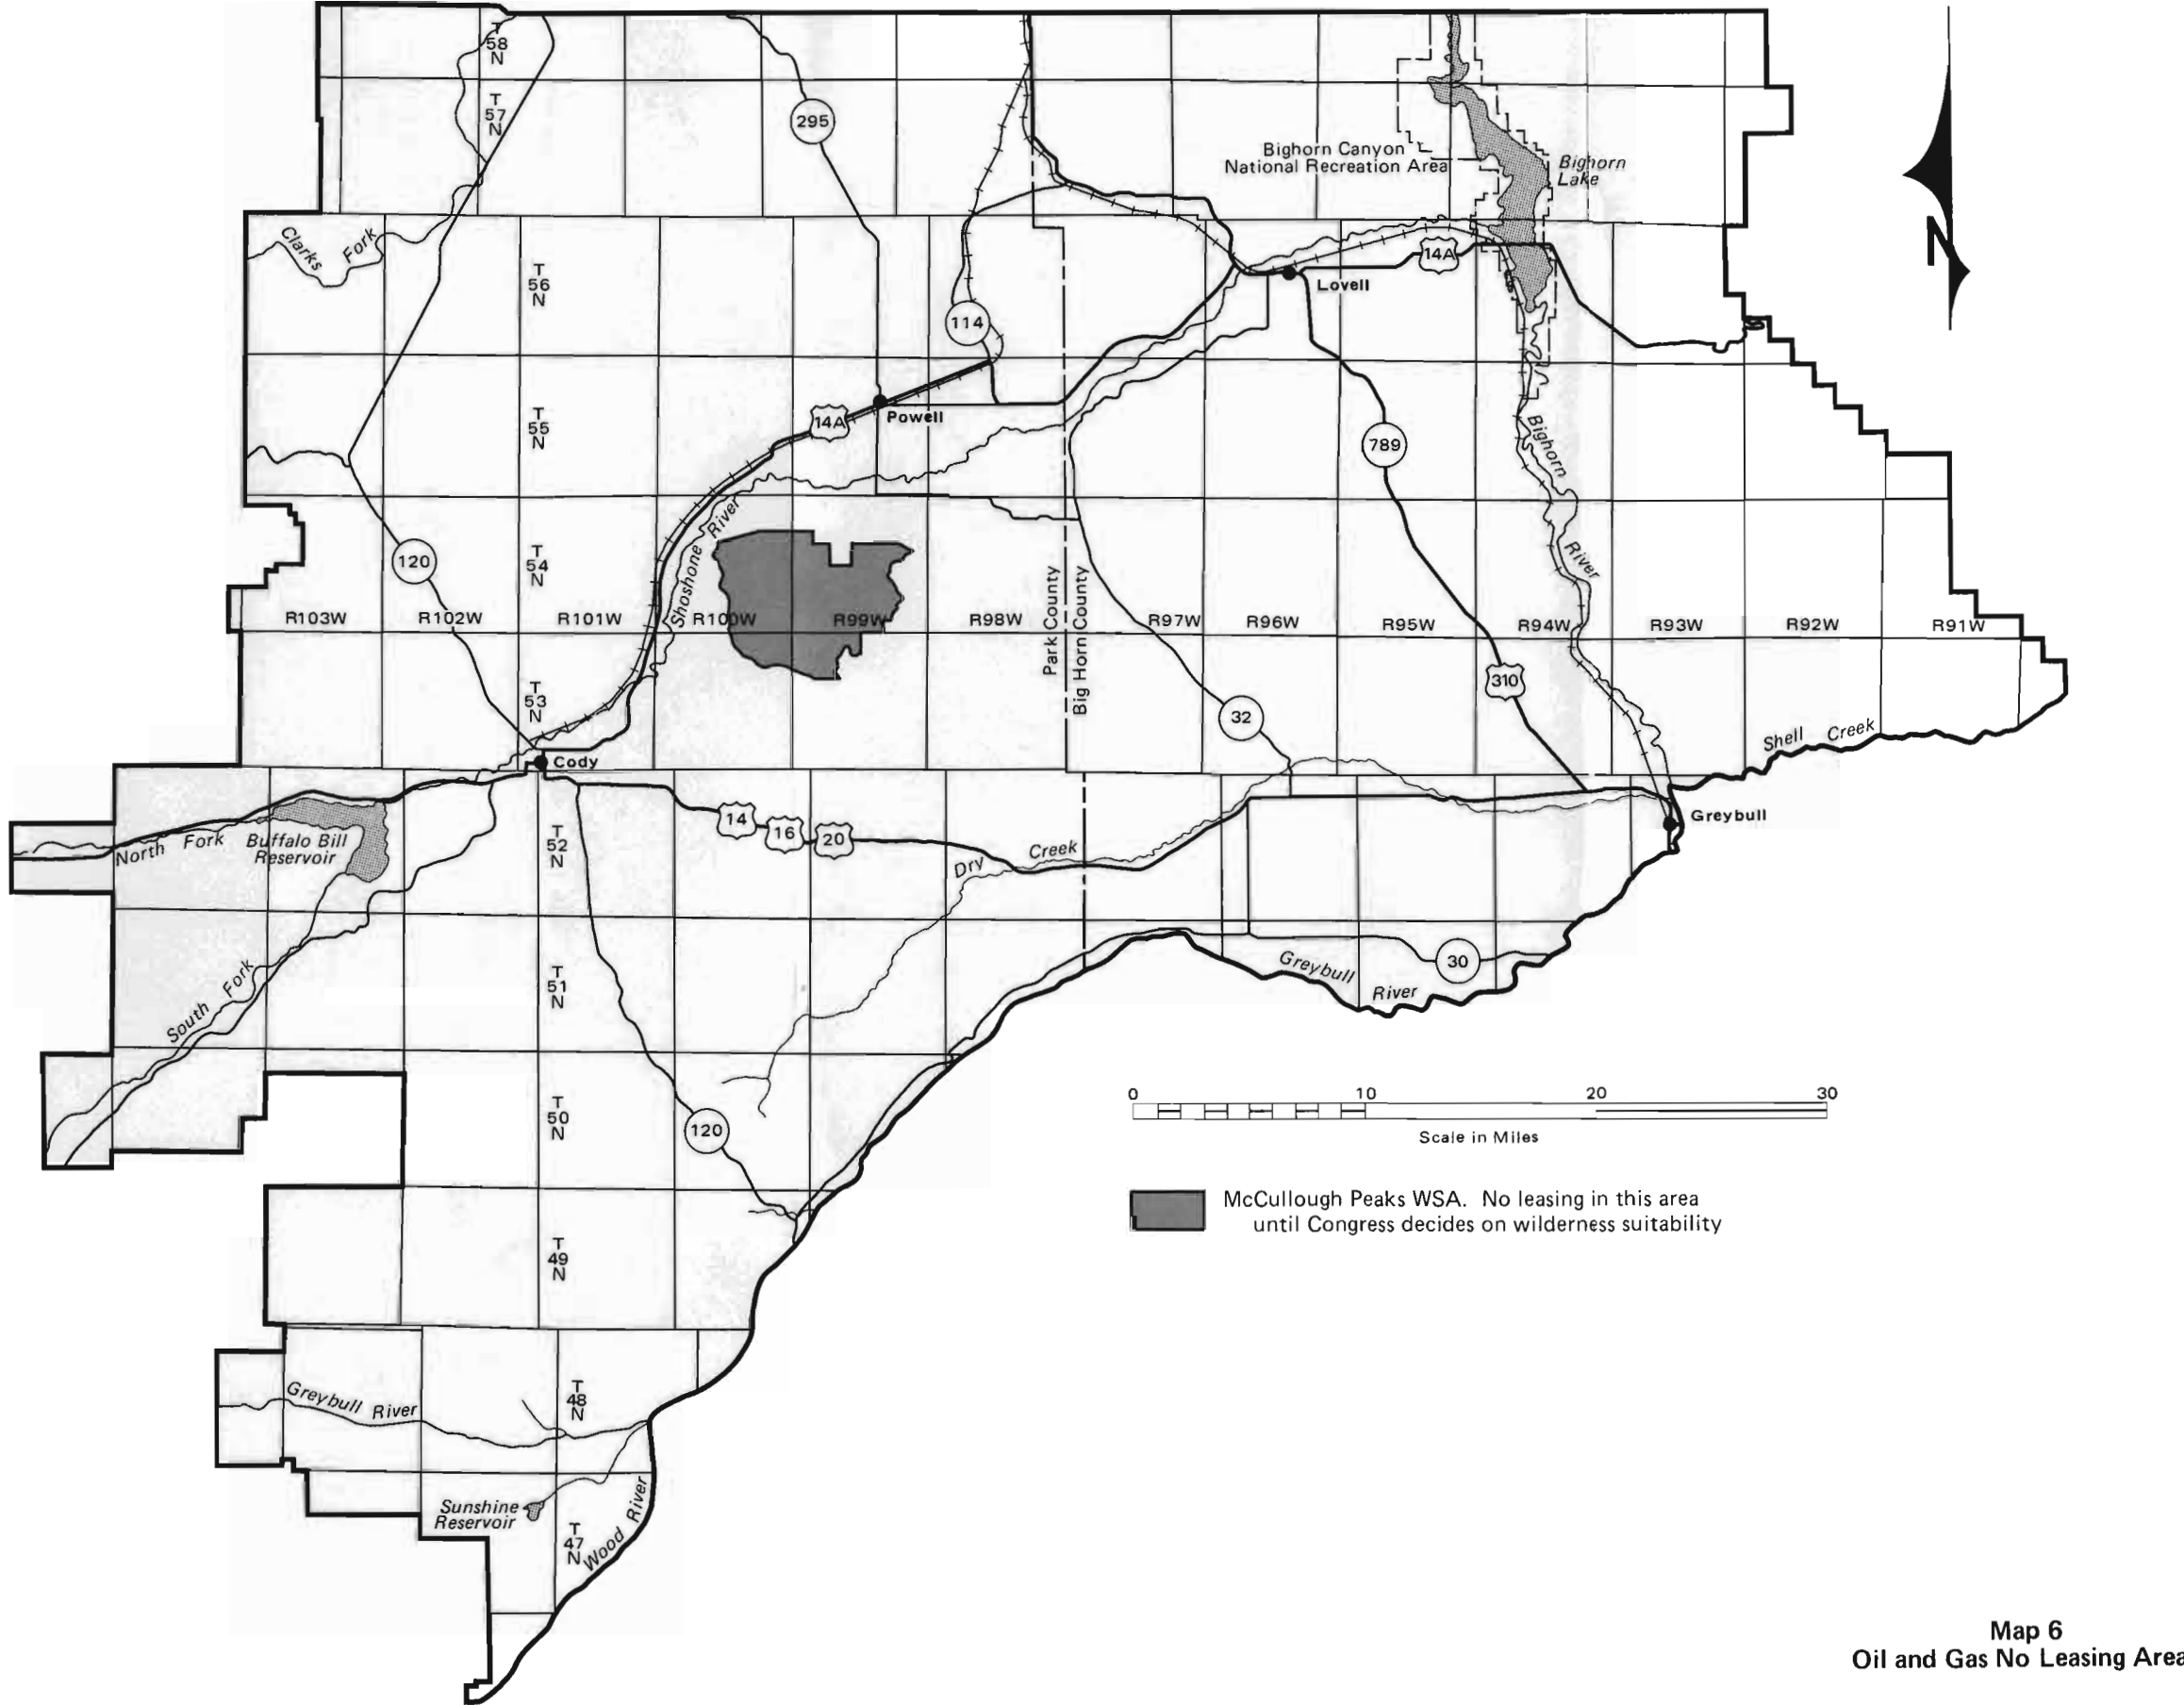 T
58
N
T
57
N
295
Bighorn Canyon
National Recreation Area
Bighorn
Lake
N
Clarks Fork
T
56
N
114
14A
Lovell
T
55
N
14A
Powell
789
Bighorn
River
120
T
54
N
Shoshone River
Park County
Big Horn County
R103W
R102W
R101W
R100W
R99W
R98W
R97W
R96W
R95W
R94W
R93W
R92W
R91W
T
53
N
32
310
Shell Creek
Cody
14
16
20
Greybull
North Fork
Buffalo Bill
Reservoir
T
52
N
Dry Creek
South Fork
T
51
N
Greybull
River
30
0 10 20 30
Scale in Miles
T
50
N
120
McCullough Peaks WSA. No leasing in this area
until Congress decides on wilderness suitability
T
49
N
Greybull River
T
48
N
Sunshine
Reservoir
T
47
N
Wood River
Map 6
Oil and Gas No Leasing Area